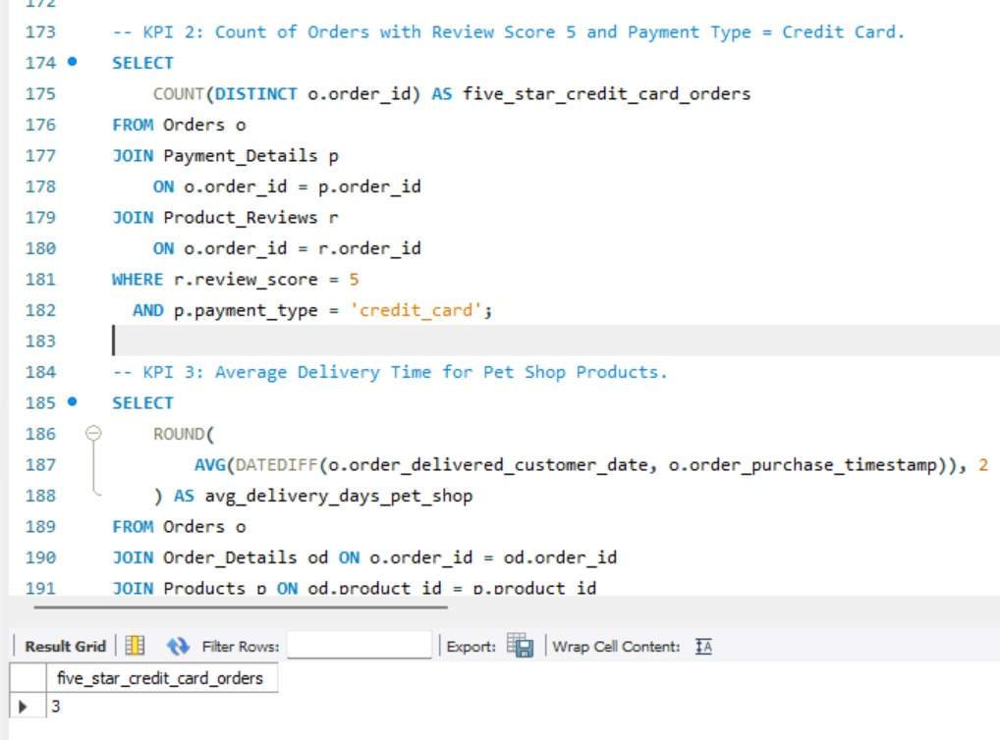 172
173 -- KPI 2: Count of Orders with Review Score 5 and Payment Type = Credit Card.
174 SELECT
175 COUNT(DISTINCT o.order_id) AS five_star_credit_card_orders
176 FROM Orders o
177 JOIN Payment_Details p
178 ON o.order_id = p.order_id
179 JOIN Product_Reviews r
180 ON o.order_id = r.order_id
181 WHERE r.review_score = 5
182 AND p.payment_type = 'credit_card';
183
184 -- KPI 3: Average Delivery Time for Pet Shop Products.
185 SELECT
186 ROUND(
187 AVG(DATEDIFF(o.order_delivered_customer_date, o.order_purchase_timestamp)), 2
188 ) AS avg_delivery_days_pet_shop
189 FROM Orders o
190 JOIN Order_Details od ON o.order_id = od.order_id
191 JOIN Products p ON od.product_id = p.product_id
Result Grid Filter Rows: Export: Wrap Cell Content:
five_star_credit_card_orders
3